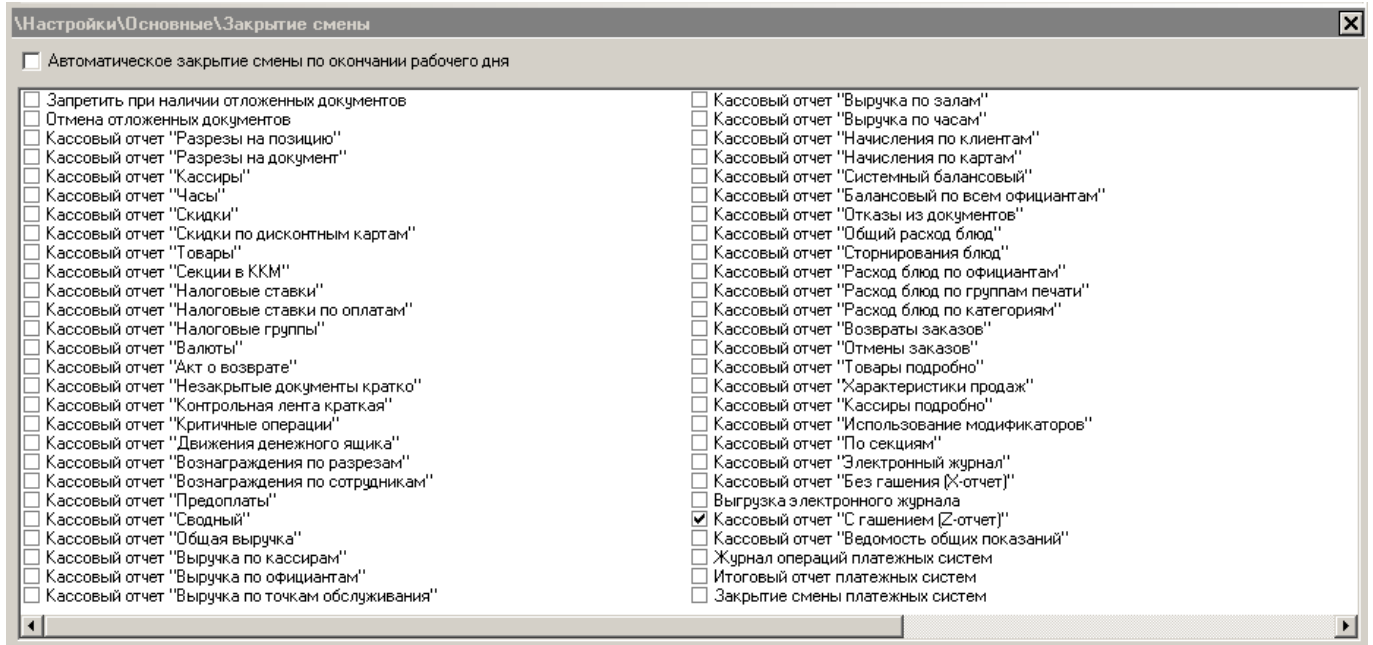 \Настройки\Основные\Закрытие смены
Автоматическое закрытие смены по окончании рабочего дня
Запретить при наличии отложенных документов
Отмена отложенных документов
Кассовый отчет "Разрезы на позицию"
Кассовый отчет "Разрезы на документ"
Кассовый отчет "Кассиры"
Кассовый отчет "Часы"
Кассовый отчет "Скидки"
Кассовый отчет "Скидки по дисконтным картам"
Кассовый отчет "Товары"
Кассовый отчет "Секции в ККМ"
Кассовый отчет "Налоговые ставки"
Кассовый отчет "Налоговые ставки по оплатам"
Кассовый отчет "Налоговые группы"
Кассовый отчет "Валюты"
Кассовый отчет "Акт о возврате"
Кассовый отчет "Незакрытые документы кратко"
Кассовый отчет "Контрольная лента краткая"
Кассовый отчет "Критичные операции"
Кассовый отчет "Движения денежного ящика"
Кассовый отчет "Вознаграждения по разрезам"
Кассовый отчет "Вознаграждения по сотрудникам"
Кассовый отчет "Предоплаты"
Кассовый отчет "Сводный"
Кассовый отчет "Общая выручка"
Кассовый отчет "Выручка по кассирам"
Кассовый отчет "Выручка по официантам"
Кассовый отчет "Выручка по точкам обслуживания"
Кассовый отчет "Выручка по залам"
Кассовый отчет "Выручка по часам"
Кассовый отчет "Начисления по клиентам"
Кассовый отчет "Начисления по картам"
Кассовый отчет "Системный балансовый"
Кассовый отчет "Балансовый по всем официантам"
Кассовый отчет "Отказы из документов"
Кассовый отчет "Общий расход блюд"
Кассовый отчет "Сторнирования блюд"
Кассовый отчет "Расход блюд по официантам"
Кассовый отчет "Расход блюд по группам печати"
Кассовый отчет "Расход блюд по категориям"
Кассовый отчет "Возвраты заказов"
Кассовый отчет "Отмены заказов"
Кассовый отчет "Товары подробно"
Кассовый отчет "Характеристики продаж"
Кассовый отчет "Кассиры подробно"
Кассовый отчет "Использование модификаторов"
Кассовый отчет "По секциям"
Кассовый отчет "Электронный журнал"
Кассовый отчет "Без гашения (X-отчет)"
Выгрузка электронного журнала
Кассовый отчет "С гашением (Z-отчет)"
Кассовый отчет "Ведомость общих показаний"
Журнал операций платежных систем
Итоговый отчет платежных систем
Закрытие смены платежных систем